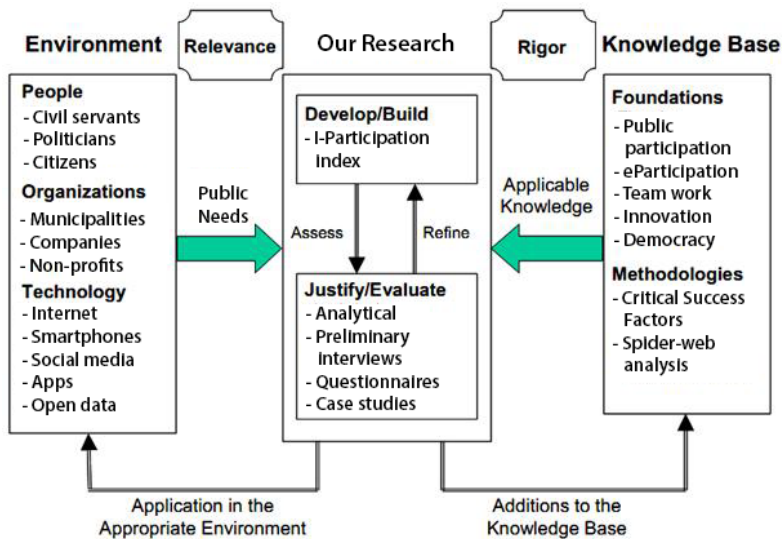 Environment
Relevance
Our Research
Rigor
Knowledge Base
People
- Civil servants
- Politicians
- Citizens
Organizations
- Municipalities
- Companies
- Non-profits
Technology
- Internet
- Smartphones
- Social media
- Apps
- Open data
Public
Needs
Develop/Build
- I-Participation
index
Assess
Refine
Justify/Evaluate
- Analytical
- Preliminary
interviews
- Questionnaires
- Case studies
Applicable
Knowledge
Foundations
- Public
participation
- eParticipation
- Team work
- Innovation
- Democracy
Methodologies
- Critical Success
Factors
- Spider-web
analysis
Application in the
Appropriate Environment
Additions to the
Knowledge Base